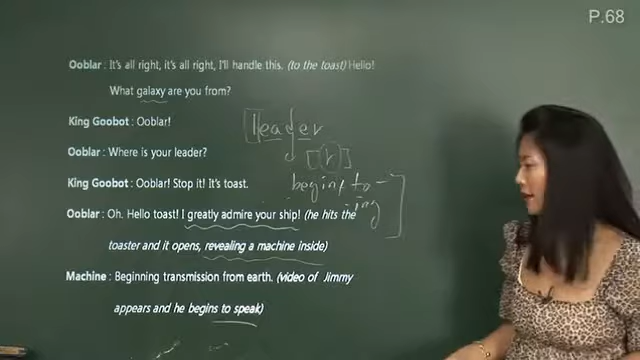 P.68
Ooblar : It's all right, it's all right, I'll handle this. (to the toast) Hello!
What galaxy are you from?
King Goobot : Ooblar!
leader
Ooblar : Where is your leader?
[r]
King Goobot : Ooblar! Stop it! It's toast.
begin + to ~
ing
Ooblar : Oh. Hello toast! I greatly admire your ship! (he hits the
toaster and it opens, revealing a machine inside)
Machine : Beginning transmission from earth. (video of Jimmy
appears and he begins to speak)